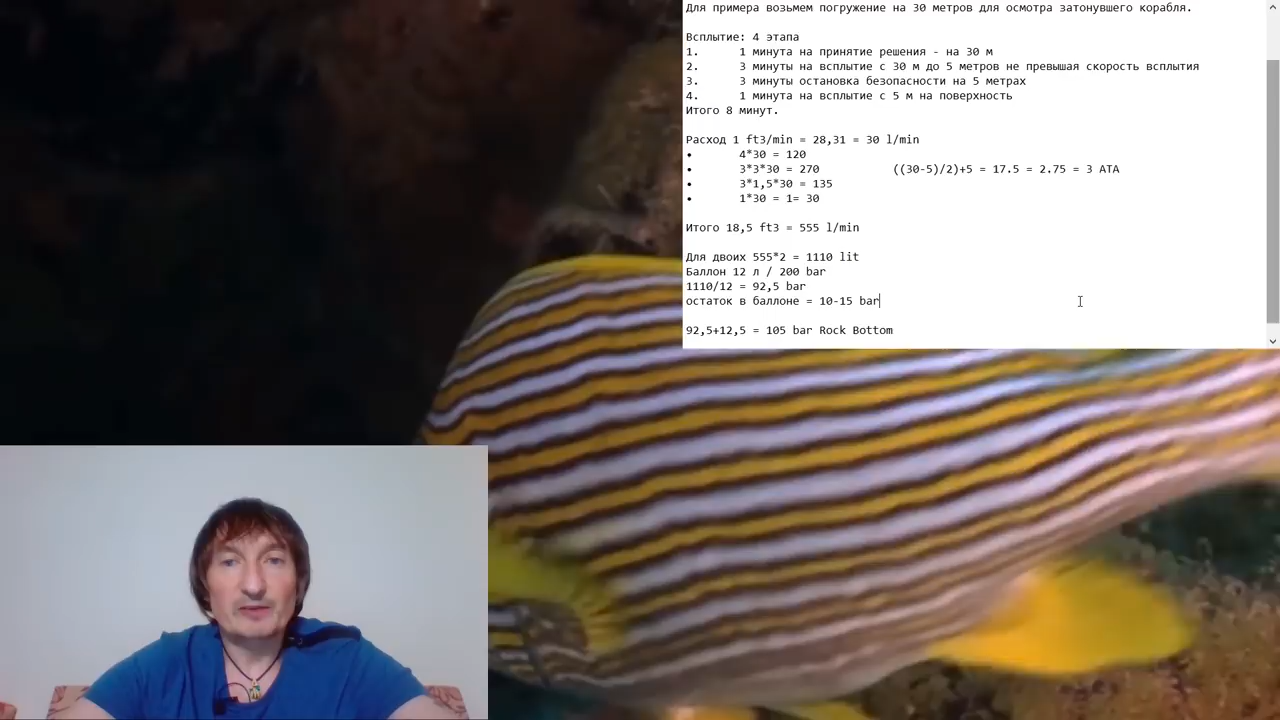 Для примера возьмем погружение на 30 метров для осмотра затонувшего корабля.
Всплытие: 4 этапа
1. 1 минута на принятие решения - на 30 м
2. 3 минуты на всплытие с 30 м до 5 метров не превышая скорость всплытия
3. 3 минуты остановка безопасности на 5 метрах
4. 1 минута на всплытие с 5 м на поверхность
Итого 8 минут.
Расход 1 ft3/min = 28,31 = 30 l/min
• 4*30 = 120
• 3*3*30 = 270 ((30-5)/2)+5 = 17.5 = 2.75 = 3 ATA
• 3*1,5*30 = 135
• 1*30 = 1= 30
Итого 18,5 ft3 = 555 l/min
Для двоих 555*2 = 1110 lit
Баллон 12 л / 200 bar
1110/12 = 92,5 bar
остаток в баллоне = 10-15 bar
92,5+12,5 = 105 bar Rock Bottom